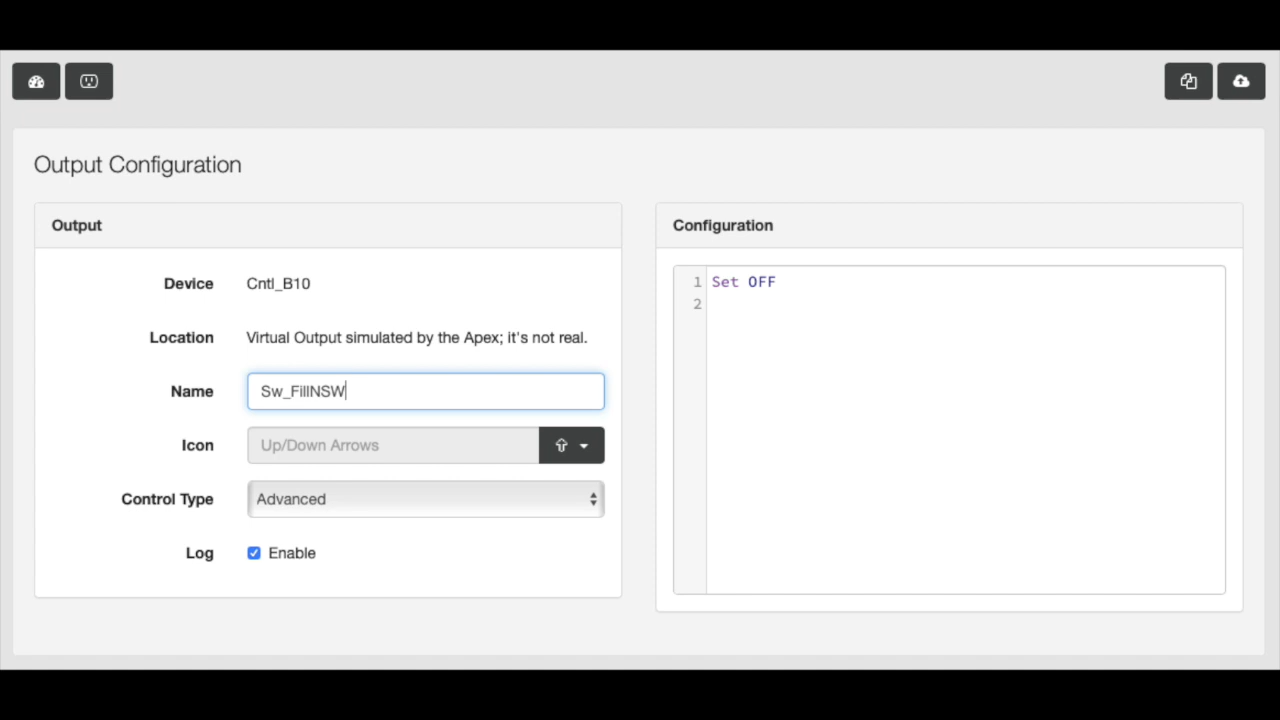 Output Configuration
Output
Device Cntl_B10
Location Virtual Output simulated by the Apex; it's not real.
Name Sw_FillNSW
Icon Up/Down Arrows
Control Type Advanced
Log Enable
Configuration
1 Set OFF
2